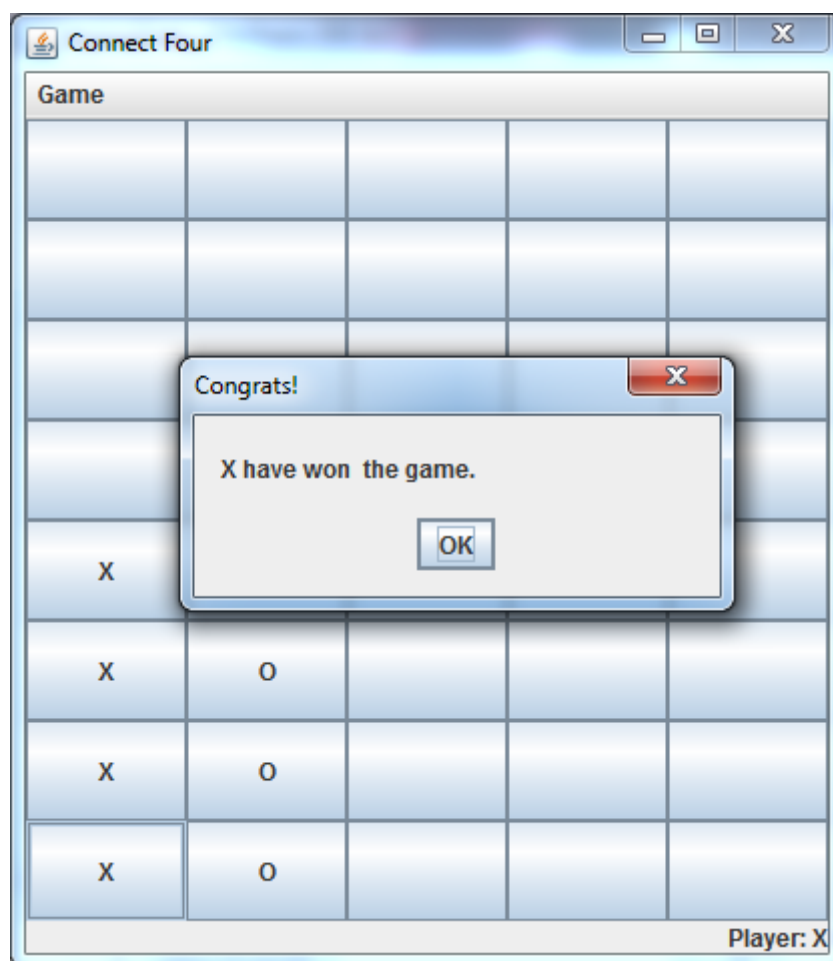 Connect Four
Game
Congrats!
X have won  the game.
OK
X
X O
X O
X O
Player: X